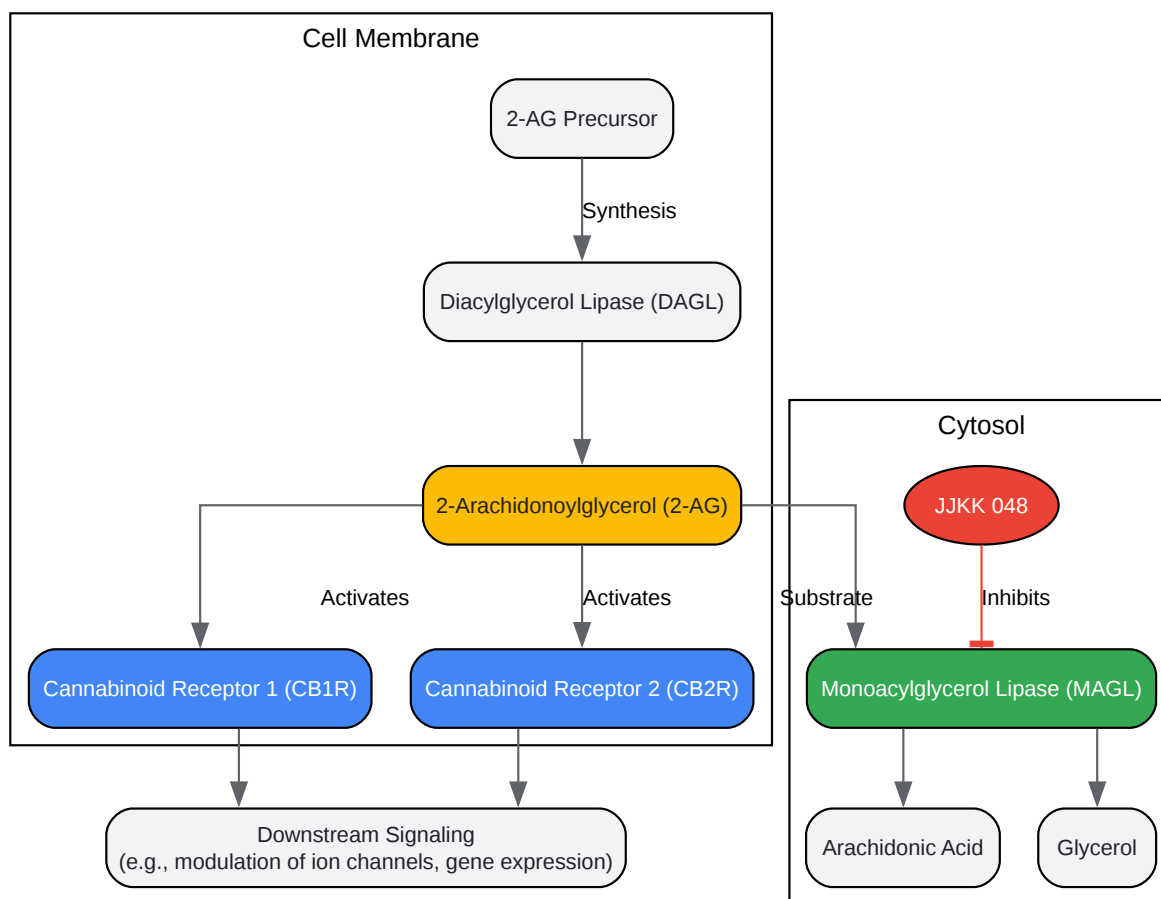 Cell Membrane
2-AG Precursor
Synthesis
Diacylglycerol Lipase (DAGL)
Cytosol
2-Arachidonoylglycerol (2-AG)
JJKK 048
Activates
Activates
Substrate
Inhibits
Cannabinoid Receptor 1 (CB1R)
Cannabinoid Receptor 2 (CB2R)
Monoacylglycerol Lipase (MAGL)
Downstream Signaling
(e.g., modulation of ion channels, gene expression)
Arachidonic Acid
Glycerol